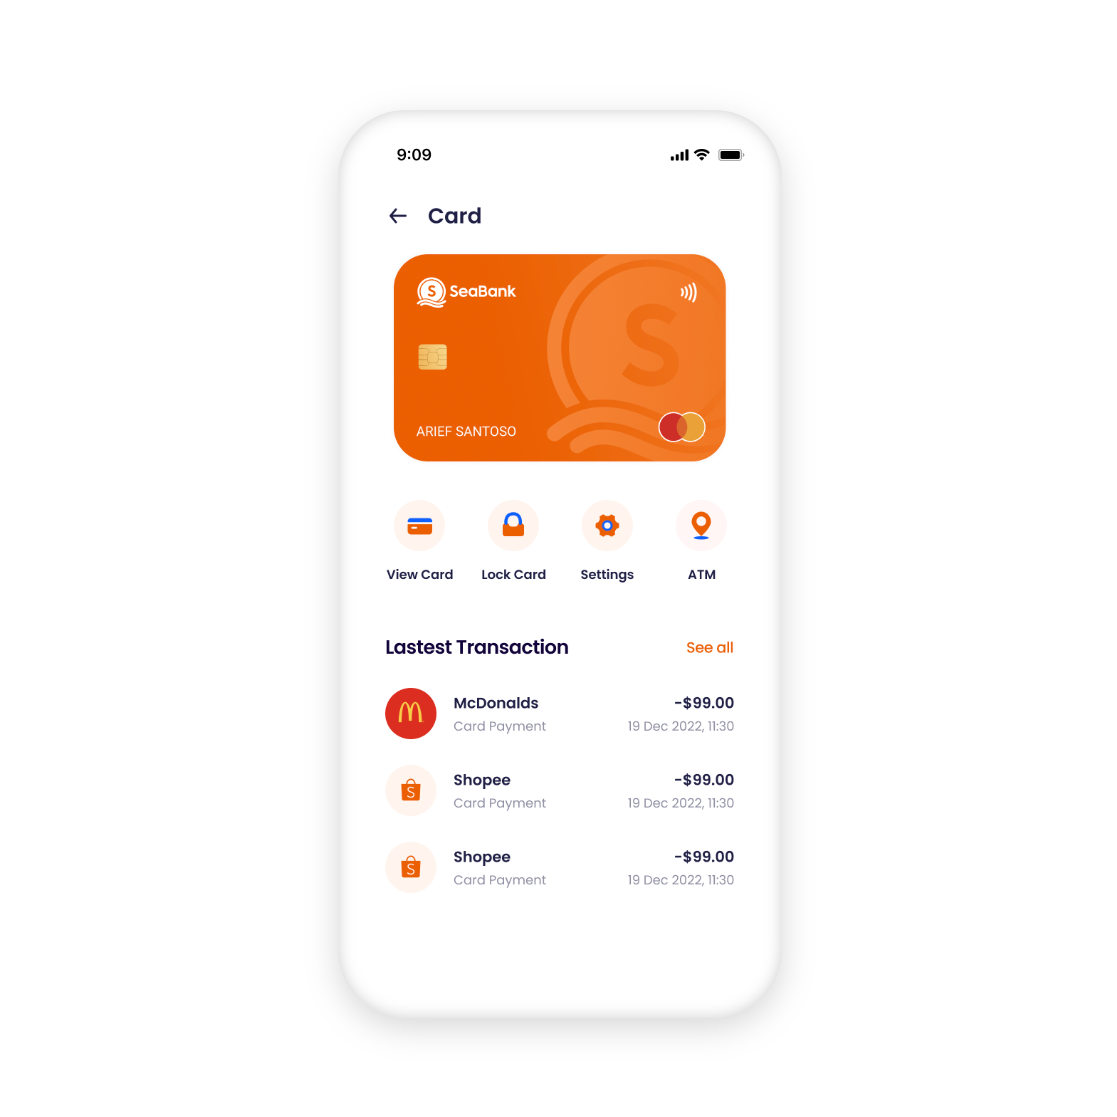 9:09
Card
S SeaBank
S
ARIEF SANTOSO
View Card Lock Card Settings ATM
Lastest Transaction See all
McDonalds -$99.00
Card Payment 19 Dec 2022, 11:30
S Shopee -$99.00
Card Payment 19 Dec 2022, 11:30
S Shopee -$99.00
Card Payment 19 Dec 2022, 11:30